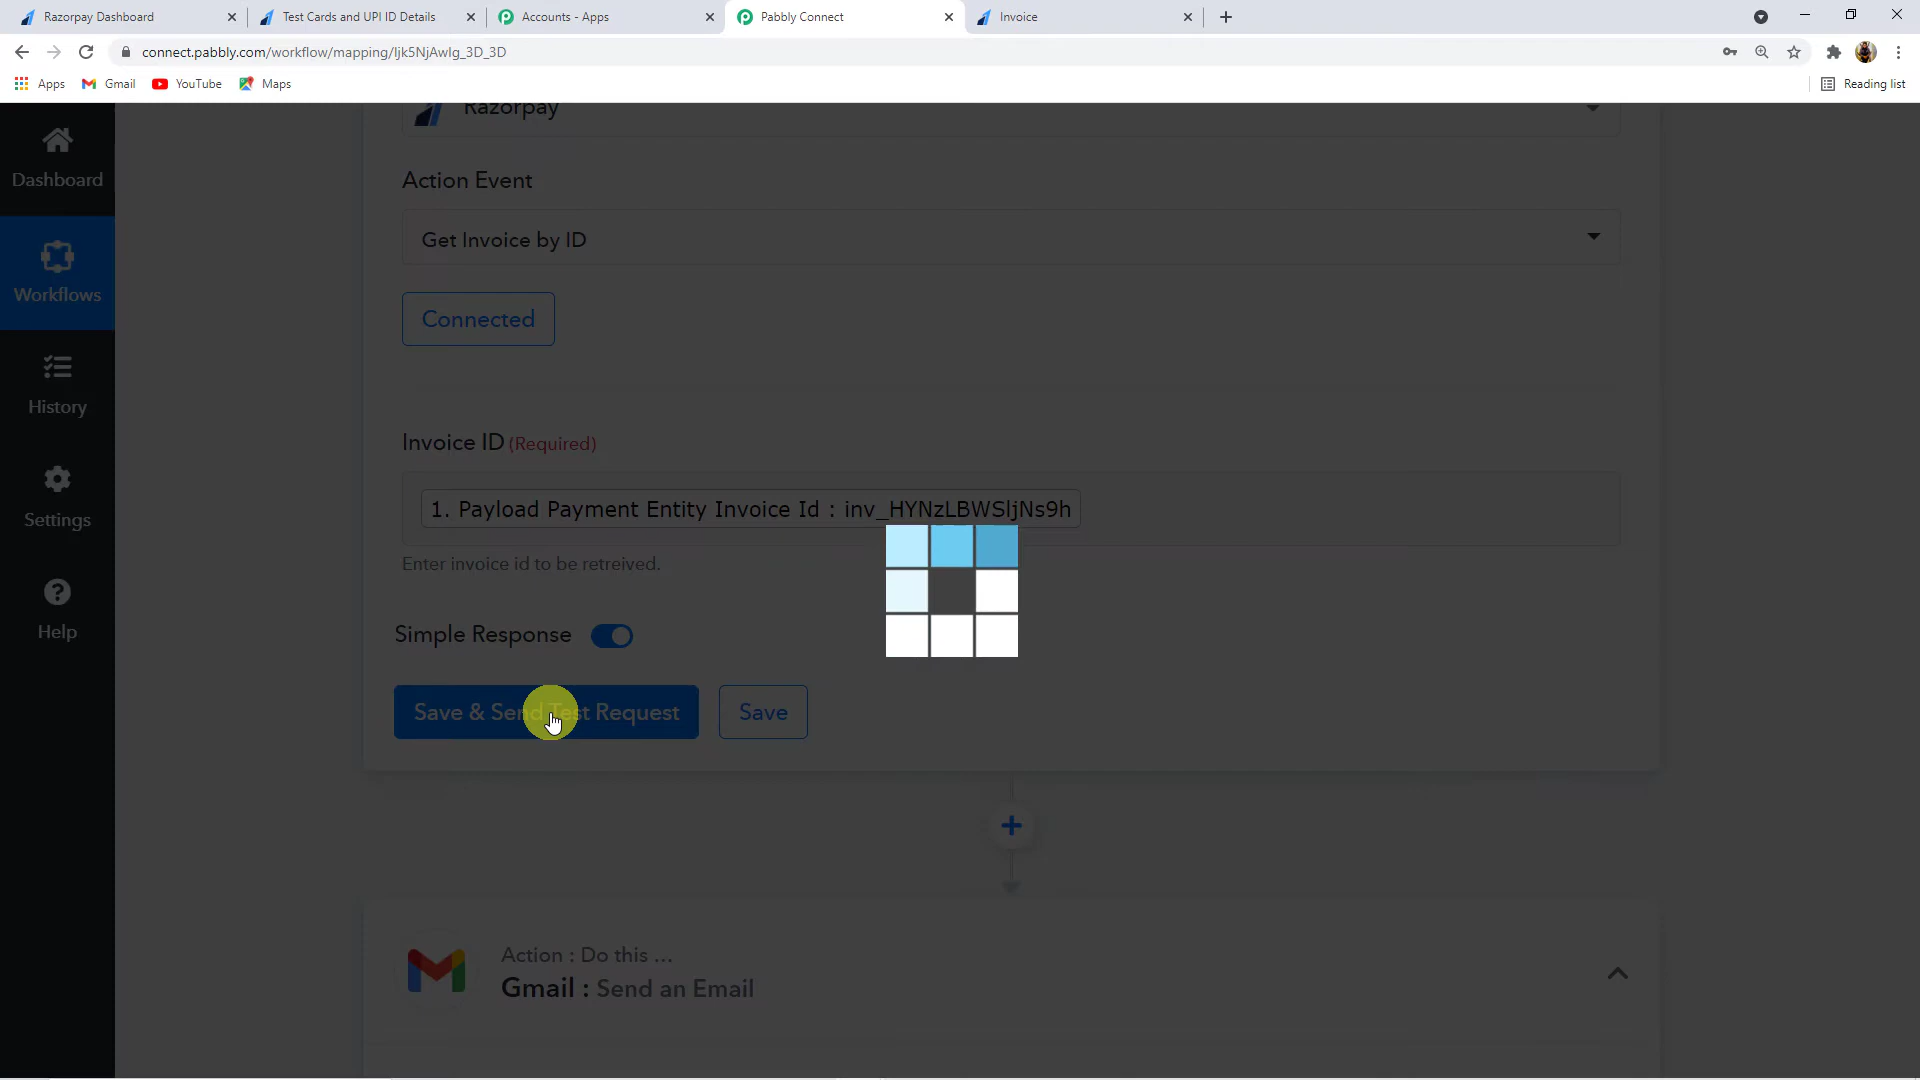 Razorpay Dashboard
Test Cards and UPI ID Details
Accounts - Apps
Pabbly Connect
Invoice
connect.pabbly.com/workflow/mapping/Ijk5NjAwIg_3D_3D
Apps
Gmail
YouTube
Maps
Reading list
Razorpay
Dashboard
Action Event
Get Invoice by ID
Workflows
Connected
History
Invoice ID (Required)
1. Payload Payment Entity Invoice Id : inv_HYNzLBWSljNs9h
Settings
Enter invoice id to be retreived.
Help
Simple Response
Save & Send Test Request
Save
Action : Do this ...
Gmail : Send an Email